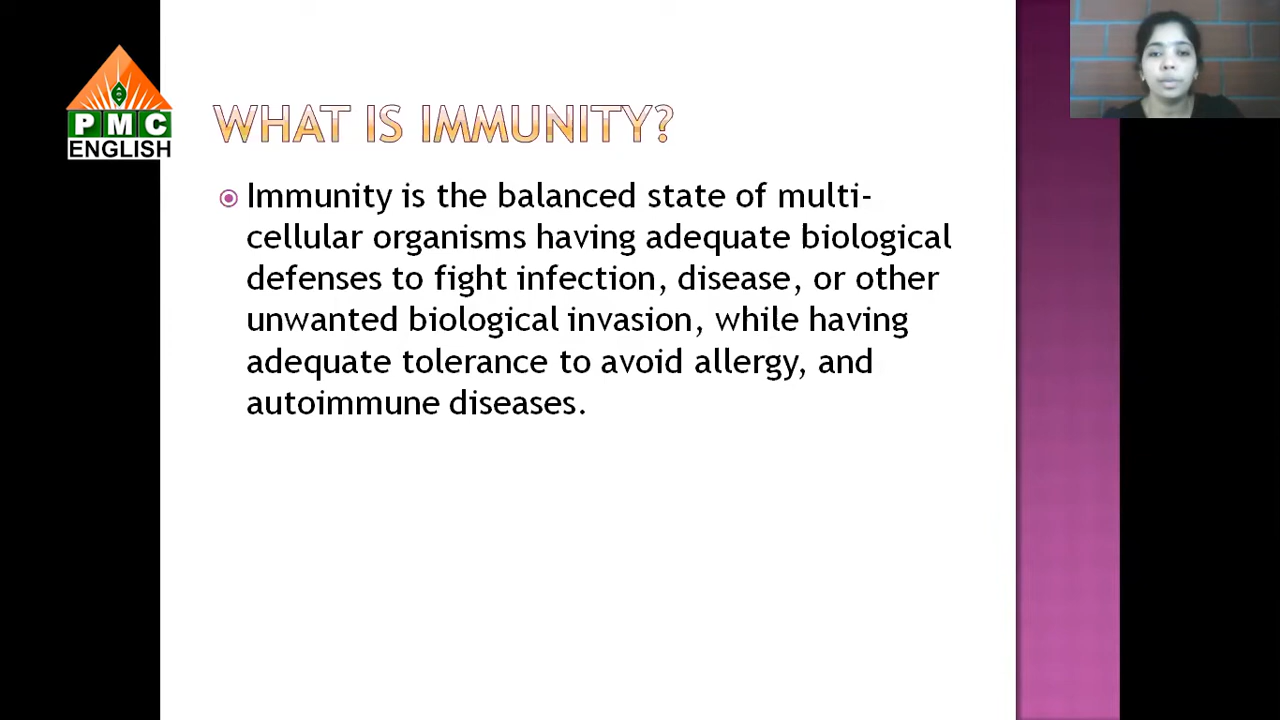 PMC
ENGLISH
WHAT IS IMMUNITY?
Immunity is the balanced state of multi-
cellular organisms having adequate biological
defenses to fight infection, disease, or other
unwanted biological invasion, while having
adequate tolerance to avoid allergy, and
autoimmune diseases.